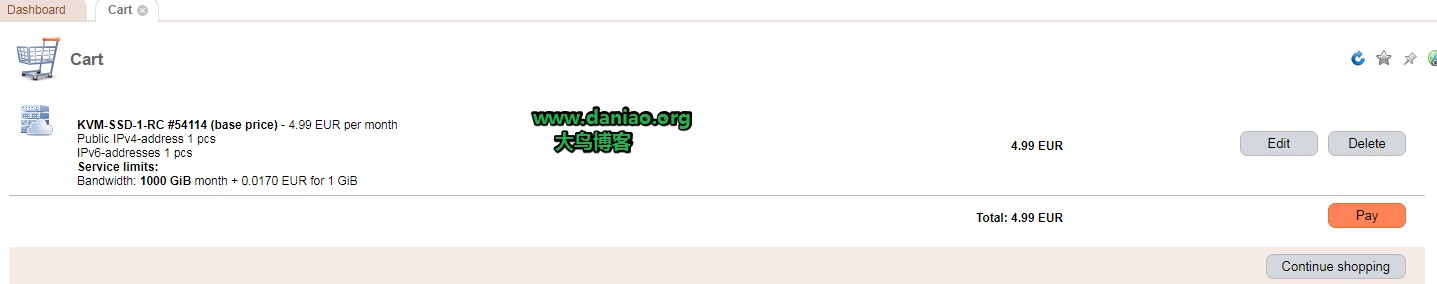 Dashboard
Cart
Cart
www.daniao.org
大鸟博客
KVM-SSD-1-RC #54114 (base price) - 4.99 EUR per month
Public IPv4-address 1 pcs
IPv6-addresses 1 pcs
Service limits:
Bandwidth: 1000 GiB month + 0.0170 EUR for 1 GiB
4.99 EUR
Edit
Delete
Total: 4.99 EUR
Pay
Continue shopping